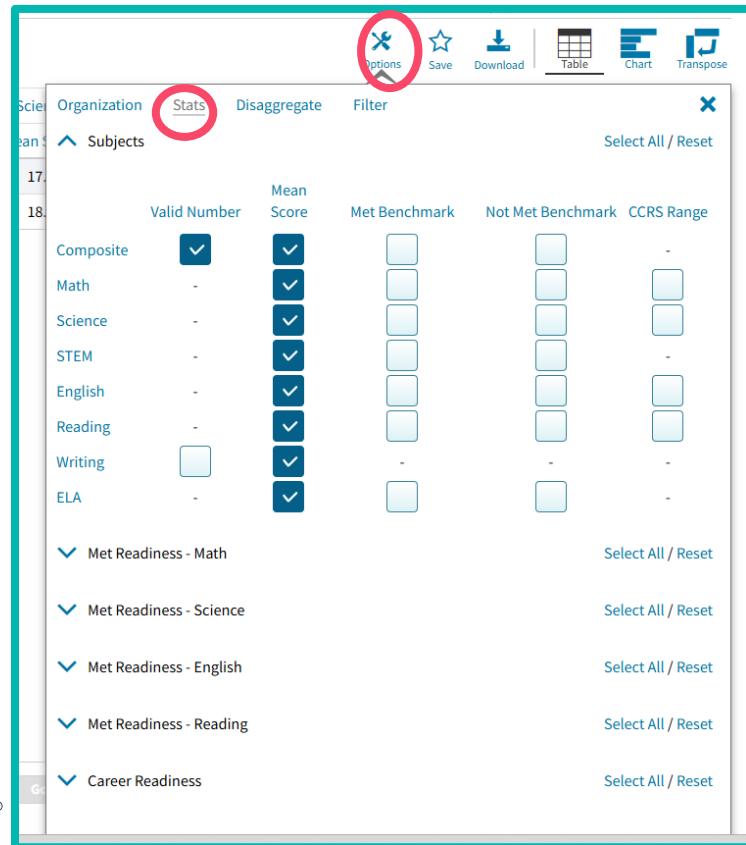 Options Save Download Table Chart Transpose
Organization Stats Disaggregate Filter
Subjects Select All / Reset
17.
18.
Valid Number Mean Score Met Benchmark Not Met Benchmark CCRS Range
Composite -
Math -
Science -
STEM - -
English -
Reading -
Writing - - -
ELA - -
Met Readiness - Math Select All / Reset
Met Readiness - Science Select All / Reset
Met Readiness - English Select All / Reset
Met Readiness - Reading Select All / Reset
Career Readiness Select All / Reset